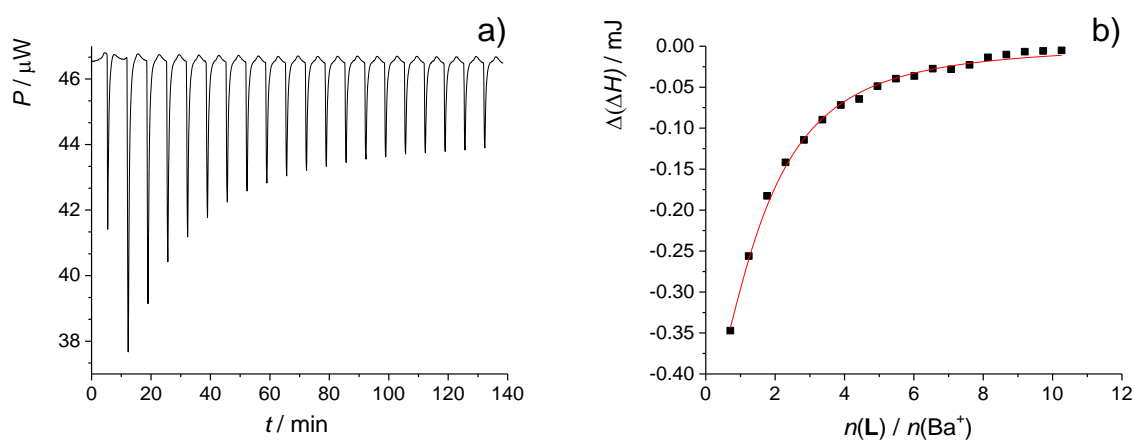 a)
P / μW
46
44
42
40
38
0 20 40 60 80 100 120 140
t / min
b)
Δ(ΔH) / mJ
0.00
-0.05
-0.10
-0.15
-0.20
-0.25
-0.30
-0.35
-0.40
0 2 4 6 8 10 12
n(L) / n(Ba⁺)